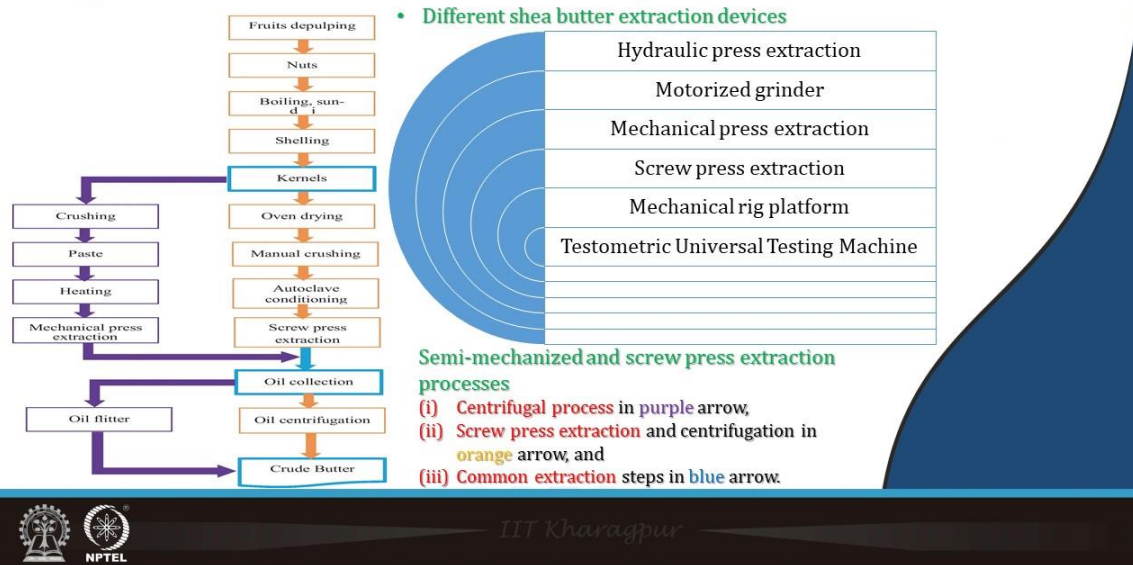 Fruits depulping
Nuts
Boiling, sun-
d i
Shelling
Kernels
Crushing
Paste
Heating
Mechanical press
extraction
Oven drying
Manual crushing
Autoclave
conditioning
Screw press
extraction
Oil collection
Oil flitter
Oil centrifugation
Crude Butter
• Different shea butter extraction devices
Hydraulic press extraction
Motorized grinder
Mechanical press extraction
Screw press extraction
Mechanical rig platform
Testometric Universal Testing Machine
Semi-mechanized and screw press extraction
processes
(i) Centrifugal process in purple arrow,
(ii) Screw press extraction and centrifugation in
orange arrow, and
(iii) Common extraction steps in blue arrow.
IIT Kharagpur
NPTEL